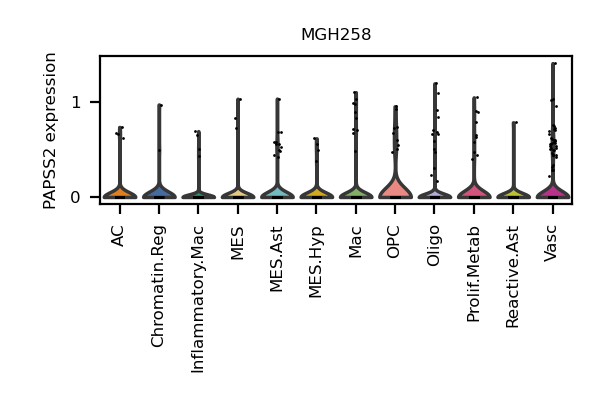 MGH258
PAPSS2 expression
1
0
AC
Chromatin.Reg
Inflammatory.Mac
MES
MES.Ast
MES.Hyp
Mac
OPC
Oligo
Prolif.Metab
Reactive.Ast
Vasc